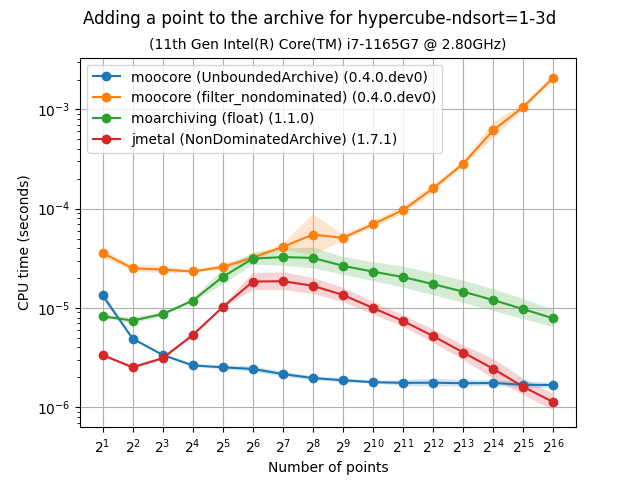 Adding a point to the archive for hypercube-ndsort=1-3d
(11th Gen Intel(R) Core(TM) i7-1165G7 @ 2.80GHz)
moocore (UnboundedArchive) (0.4.0.dev0)
moocore (filter_nondominated) (0.4.0.dev0)
moarchiving (float) (1.1.0)
jmetal (NonDominatedArchive) (1.7.1)
CPU time (seconds)
10⁻³
10⁻⁴
10⁻⁵
10⁻⁶
2¹ 2² 2³ 2⁴ 2⁵ 2⁶ 2⁷ 2⁸ 2⁹ 2¹⁰ 2¹¹ 2¹² 2¹³ 2¹⁴ 2¹⁵ 2¹⁶
Number of points